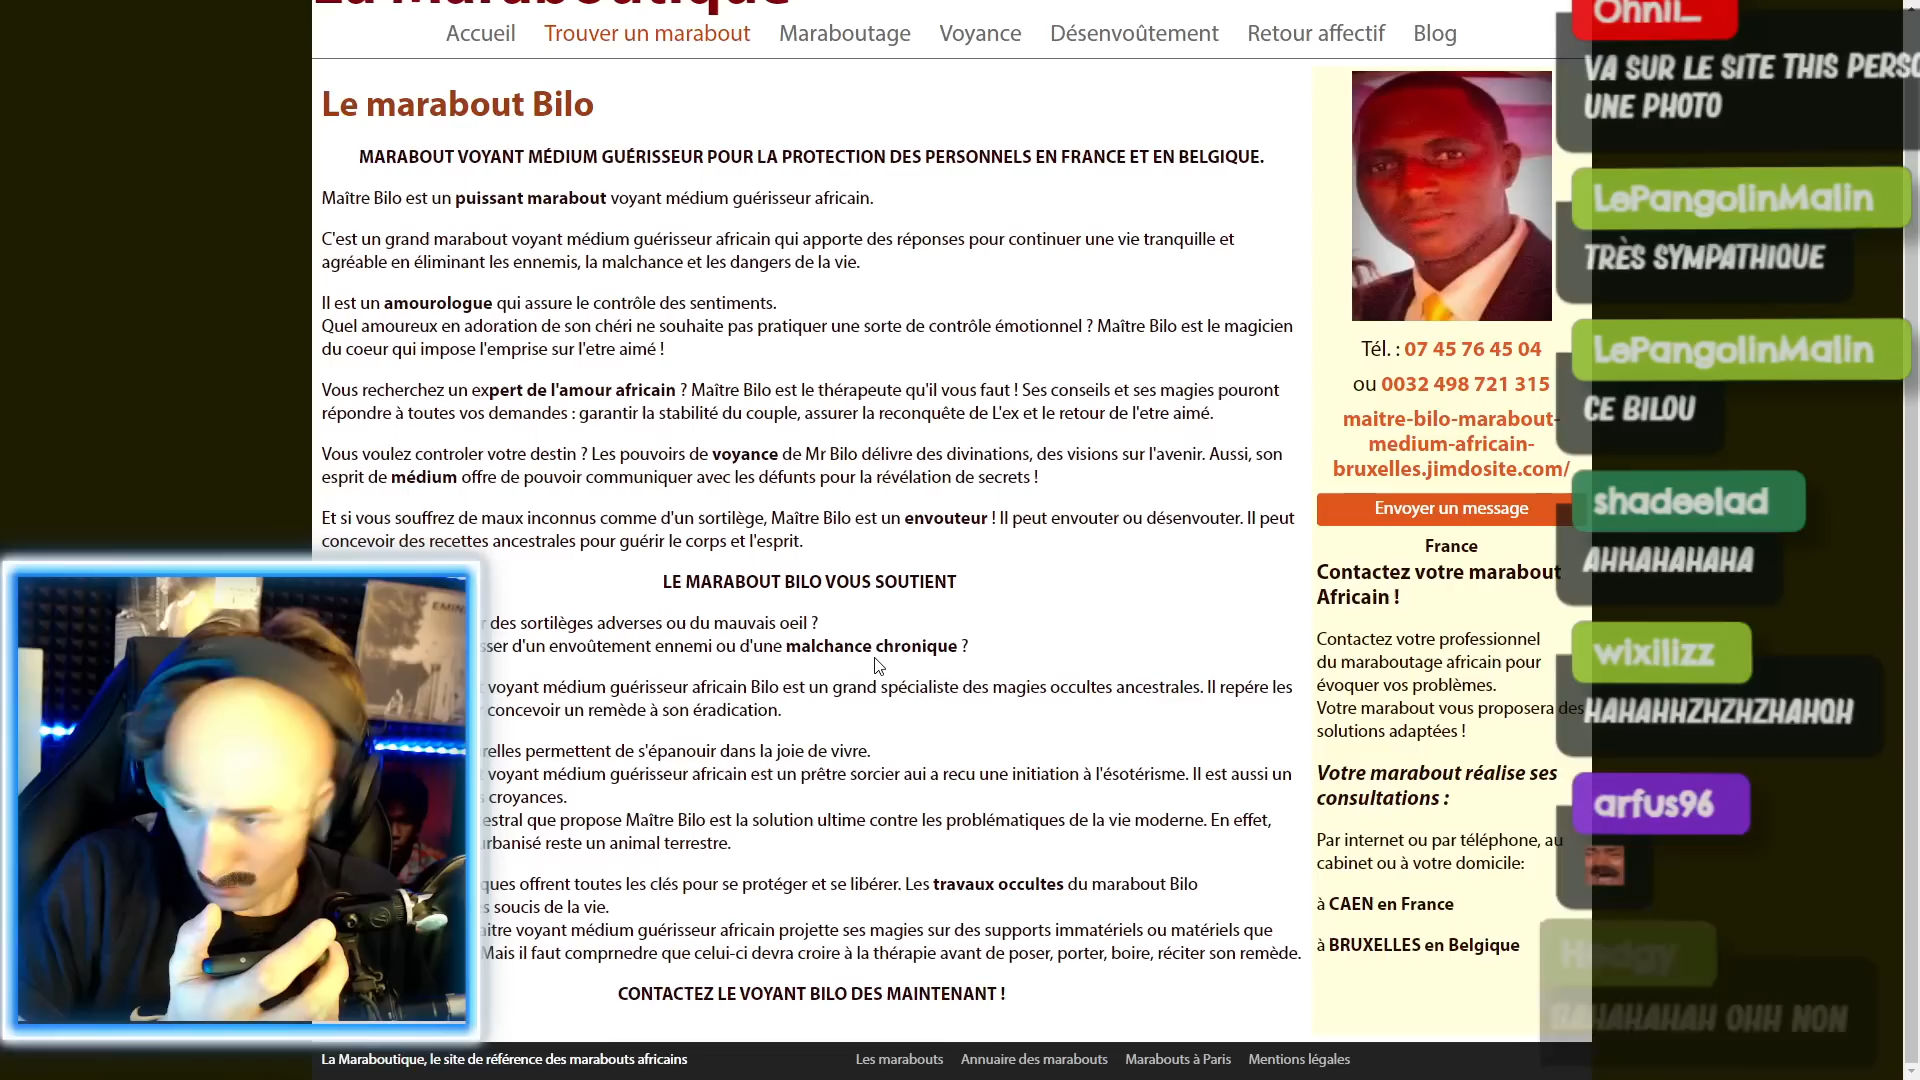 La Maraboutique
Accueil Trouver un marabout Maraboutage Voyance Désenvoûtement Retour affectif Blog
Le marabout Bilo
MARABOUT VOYANT MÉDIUM GUÉRISSEUR POUR LA PROTECTION DES PERSONNELS EN FRANCE ET EN BELGIQUE.
Maître Bilo est un puissant marabout voyant médium guérisseur africain.
C'est un grand marabout voyant médium guérisseur africain qui apporte des réponses pour continuer une vie tranquille et
agréable en éliminant les ennemis, la malchance et les dangers de la vie.
Il est un amourologue qui assure le contrôle des sentiments.
Quel amoureux en adoration de son chéri ne souhaite pas pratiquer une sorte de contrôle émotionnel ? Maître Bilo est le magicien
du coeur qui impose l'emprise sur l'etre aimé !
Vous recherchez un expert de l'amour africain ? Maître Bilo est le thérapeute qu'il vous faut ! Ses conseils et ses magies pouront
répondre à toutes vos demandes : garantir la stabilité du couple, assurer la reconquête de L'ex et le retour de l'etre aimé.
Vous voulez controler votre destin ? Les pouvoirs de voyance de Mr Bilo délivre des divinations, des visions sur l'avenir. Aussi, son
esprit de médium offre de pouvoir communiquer avec les défunts pour la révélation de secrets !
Et si vous souffrez de maux inconnus comme d'un sortilège, Maître Bilo est un envouteur ! Il peut envouter ou désenvouter. Il peut
concevoir des recettes ancestrales pour guérir le corps et l'esprit.
LE MARABOUT BILO VOUS SOUTIENT
des sortilèges adverses ou du mauvais oeil ?
sser d'un envoûtement ennemi ou d'une malchance chronique ?
voyant médium guérisseur africain Bilo est un grand spécialiste des magies occultes ancestrales. Il repére les
concevoir un remède à son éradication.
relles permettent de s'épanouir dans la joie de vivre.
voyant médium guérisseur africain est un prêtre sorcier aui a recu une initiation à l'ésotérisme. Il est aussi un
croyances.
estral que propose Maître Bilo est la solution ultime contre les problématiques de la vie moderne. En effet,
urbanisé reste un animal terrestre.
ques offrent toutes les clés pour se protéger et se libérer. Les travaux occultes du marabout Bilo
s soucis de la vie.
aitre voyant médium guérisseur africain projette ses magies sur des supports immatériels ou matériels que
Mais il faut comprnedre que celui-ci devra croire à la thérapie avant de poser, porter, boire, réciter son remède.
CONTACTEZ LE VOYANT BILO DES MAINTENANT !
Tél. : 07 45 76 45 04
ou 0032 498 721 315
maitre-bilo-marabout-
medium-africain-
bruxelles.jimdosite.com/
Envoyer un message
France
Contactez votre marabout
Africain !
Contactez votre professionnel
du maraboutage africain pour
évoquer vos problèmes.
Votre marabout vous proposera des
solutions adaptées !
Votre marabout réalise ses
consultations :
Par internet ou par téléphone, au
cabinet ou à votre domicile:
à CAEN en France
à BRUXELLES en Belgique
La Maraboutique, le site de référence des marabouts africains
Les marabouts Annuaire des marabouts Marabouts à Paris Mentions légales
Ohnii_
VA SUR LE SITE THIS PERSO
UNE PHOTO
LePangolinMalin
TRÈS SYMPATHIQUE
LePangolinMalin
CE BILOU
shadeelad
AHHAHAHAHA
wixilizz
HAHAHHZHZHZHAHQH
arfus96
Hedgy
BAHAHAHAH OHH NON
EMIN